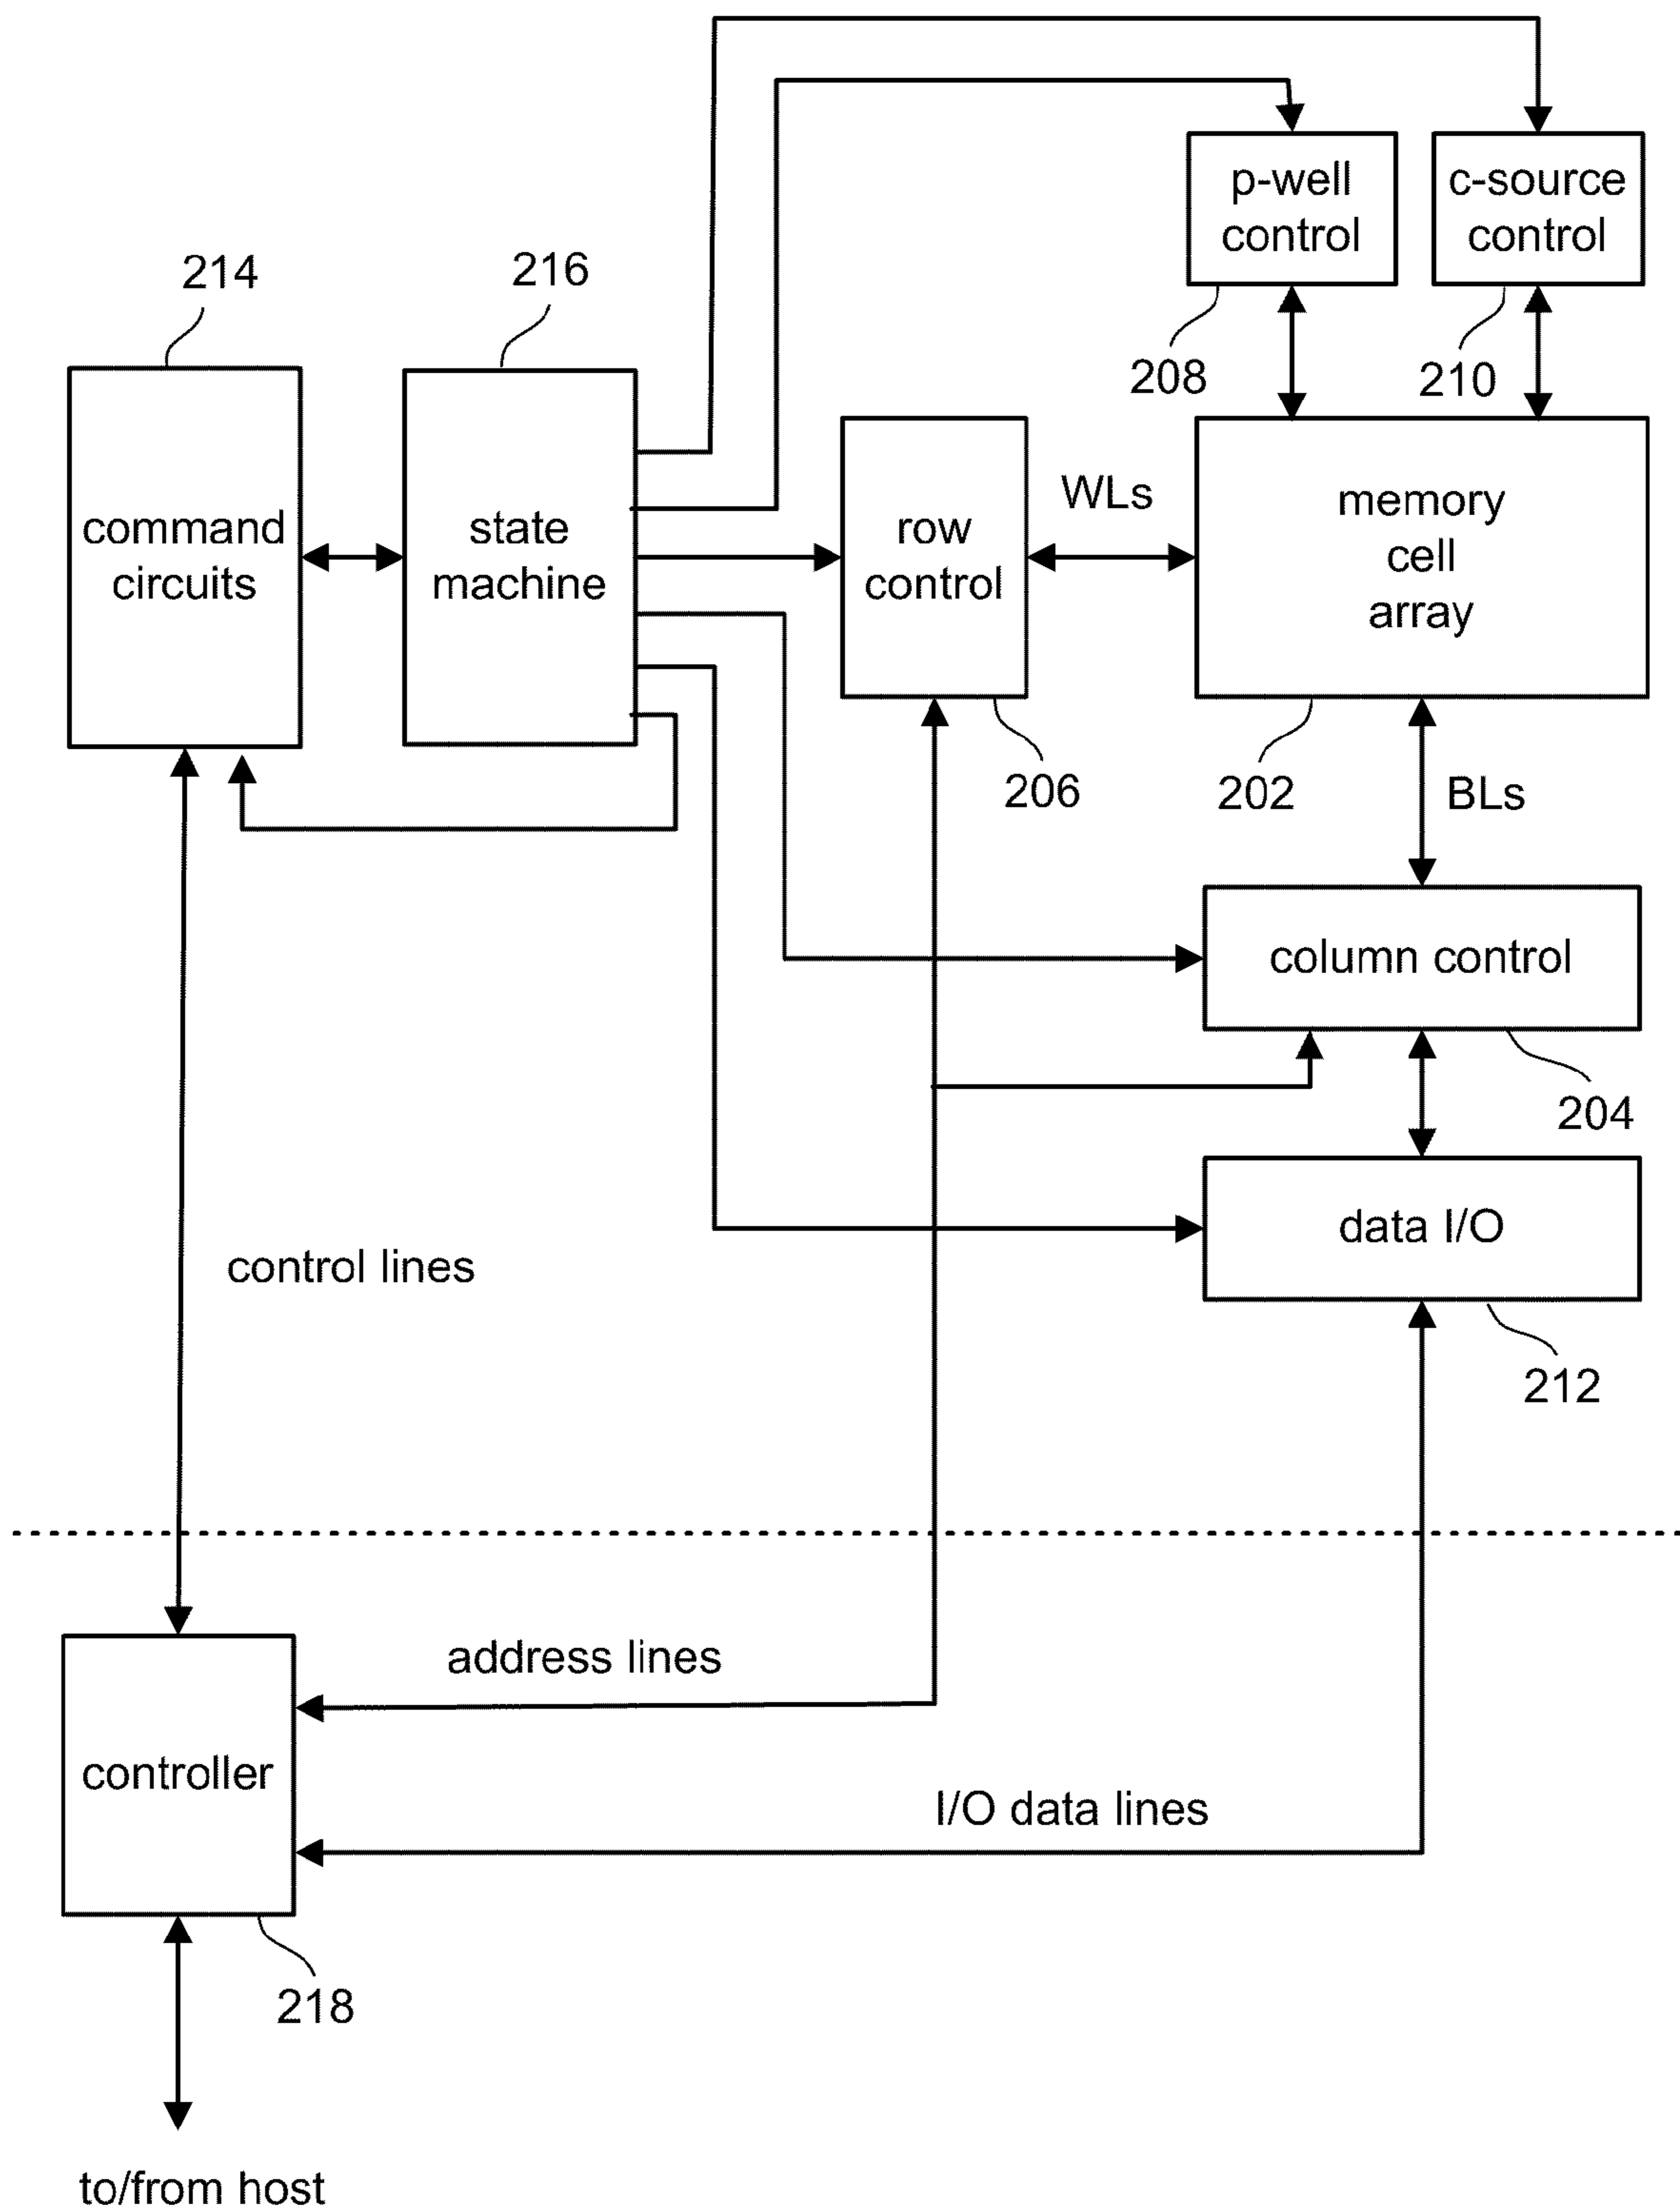 p-well
control
c-source
control
214
216
208
210
command
circuits
state
machine
row
control
WLs
memory
cell
array
206
202
BLs
column control
204
data I/O
control lines
212
address lines
controller
I/O data lines
218
to/from host